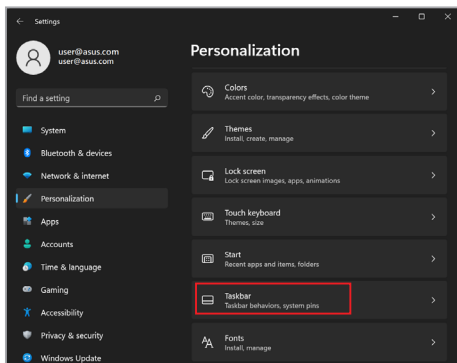 Settings
user@asus.com
user@asus.com
Find a setting
System
Bluetooth & devices
Network & internet
Personalization
Apps
Accounts
Time & language
Gaming
Accessibility
Privacy & security
Windows Update
Personalization
Colors
Accent color, transparency effects, color theme
Themes
Install, create, manage
Lock screen
Lock screen images, apps, animations
Touch keyboard
Themes, size
Start
Recent apps and items, folders
Taskbar
Taskbar behaviors, system pins
Fonts
Install, manage